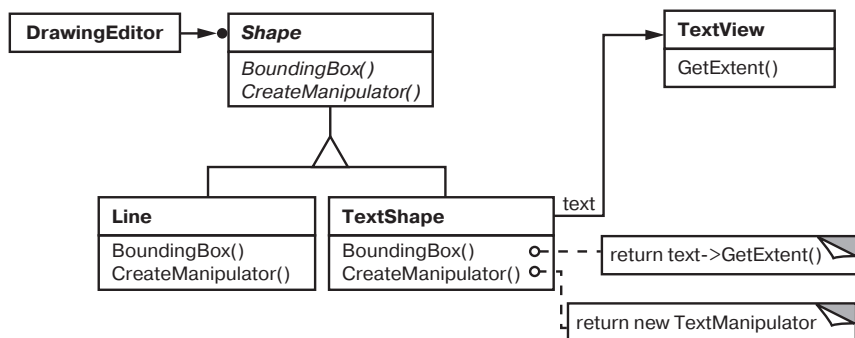 DrawingEditor
Shape
BoundingBox()
CreateManipulator()
TextView
GetExtent()
Line
BoundingBox()
CreateManipulator()
TextShape
BoundingBox()
CreateManipulator()
text
return text->GetExtent()
return new TextManipulator